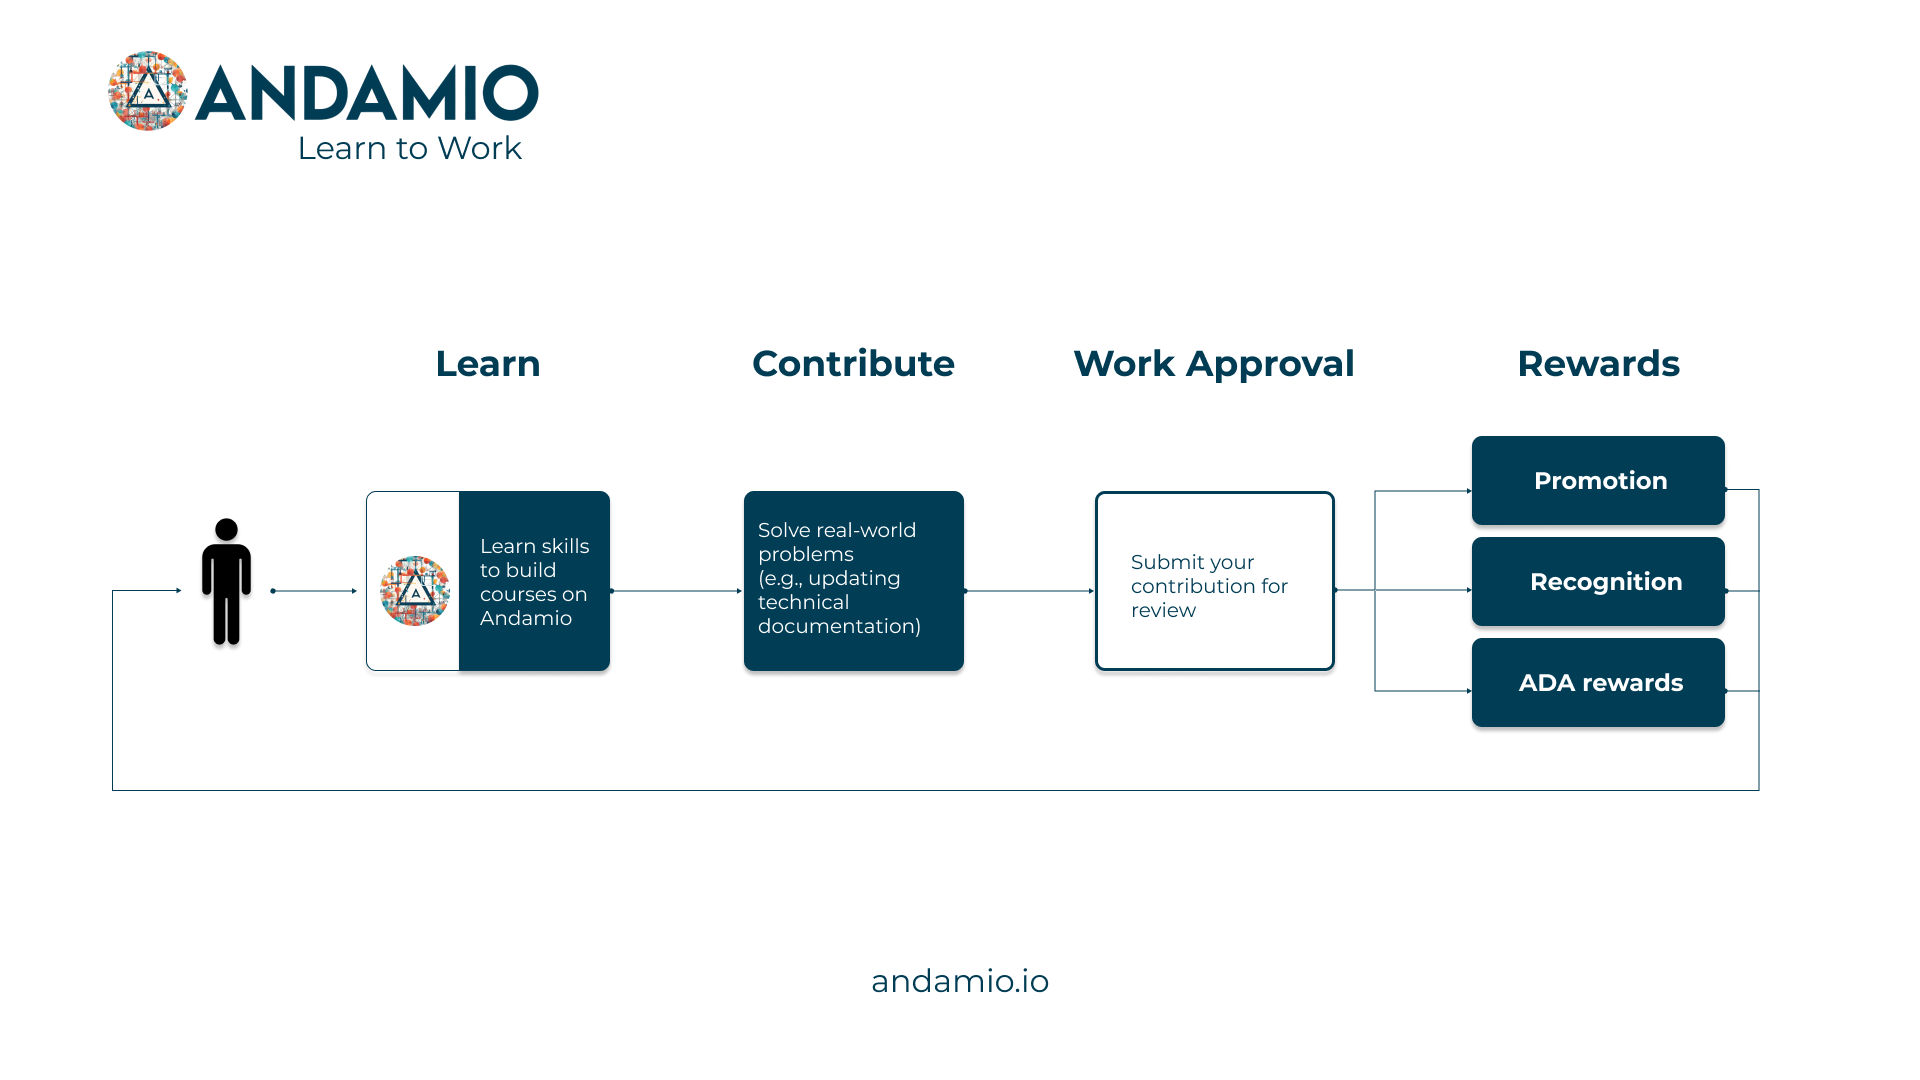 ANDAMIO
Learn to Work
Learn
Contribute
Work Approval
Rewards
Learn skills
to build
courses on
Andamio
Solve real-world
problems
(e.g., updating
technical
documentation)
Submit your
contribution for
review
Promotion
Recognition
ADA rewards
andamio.io